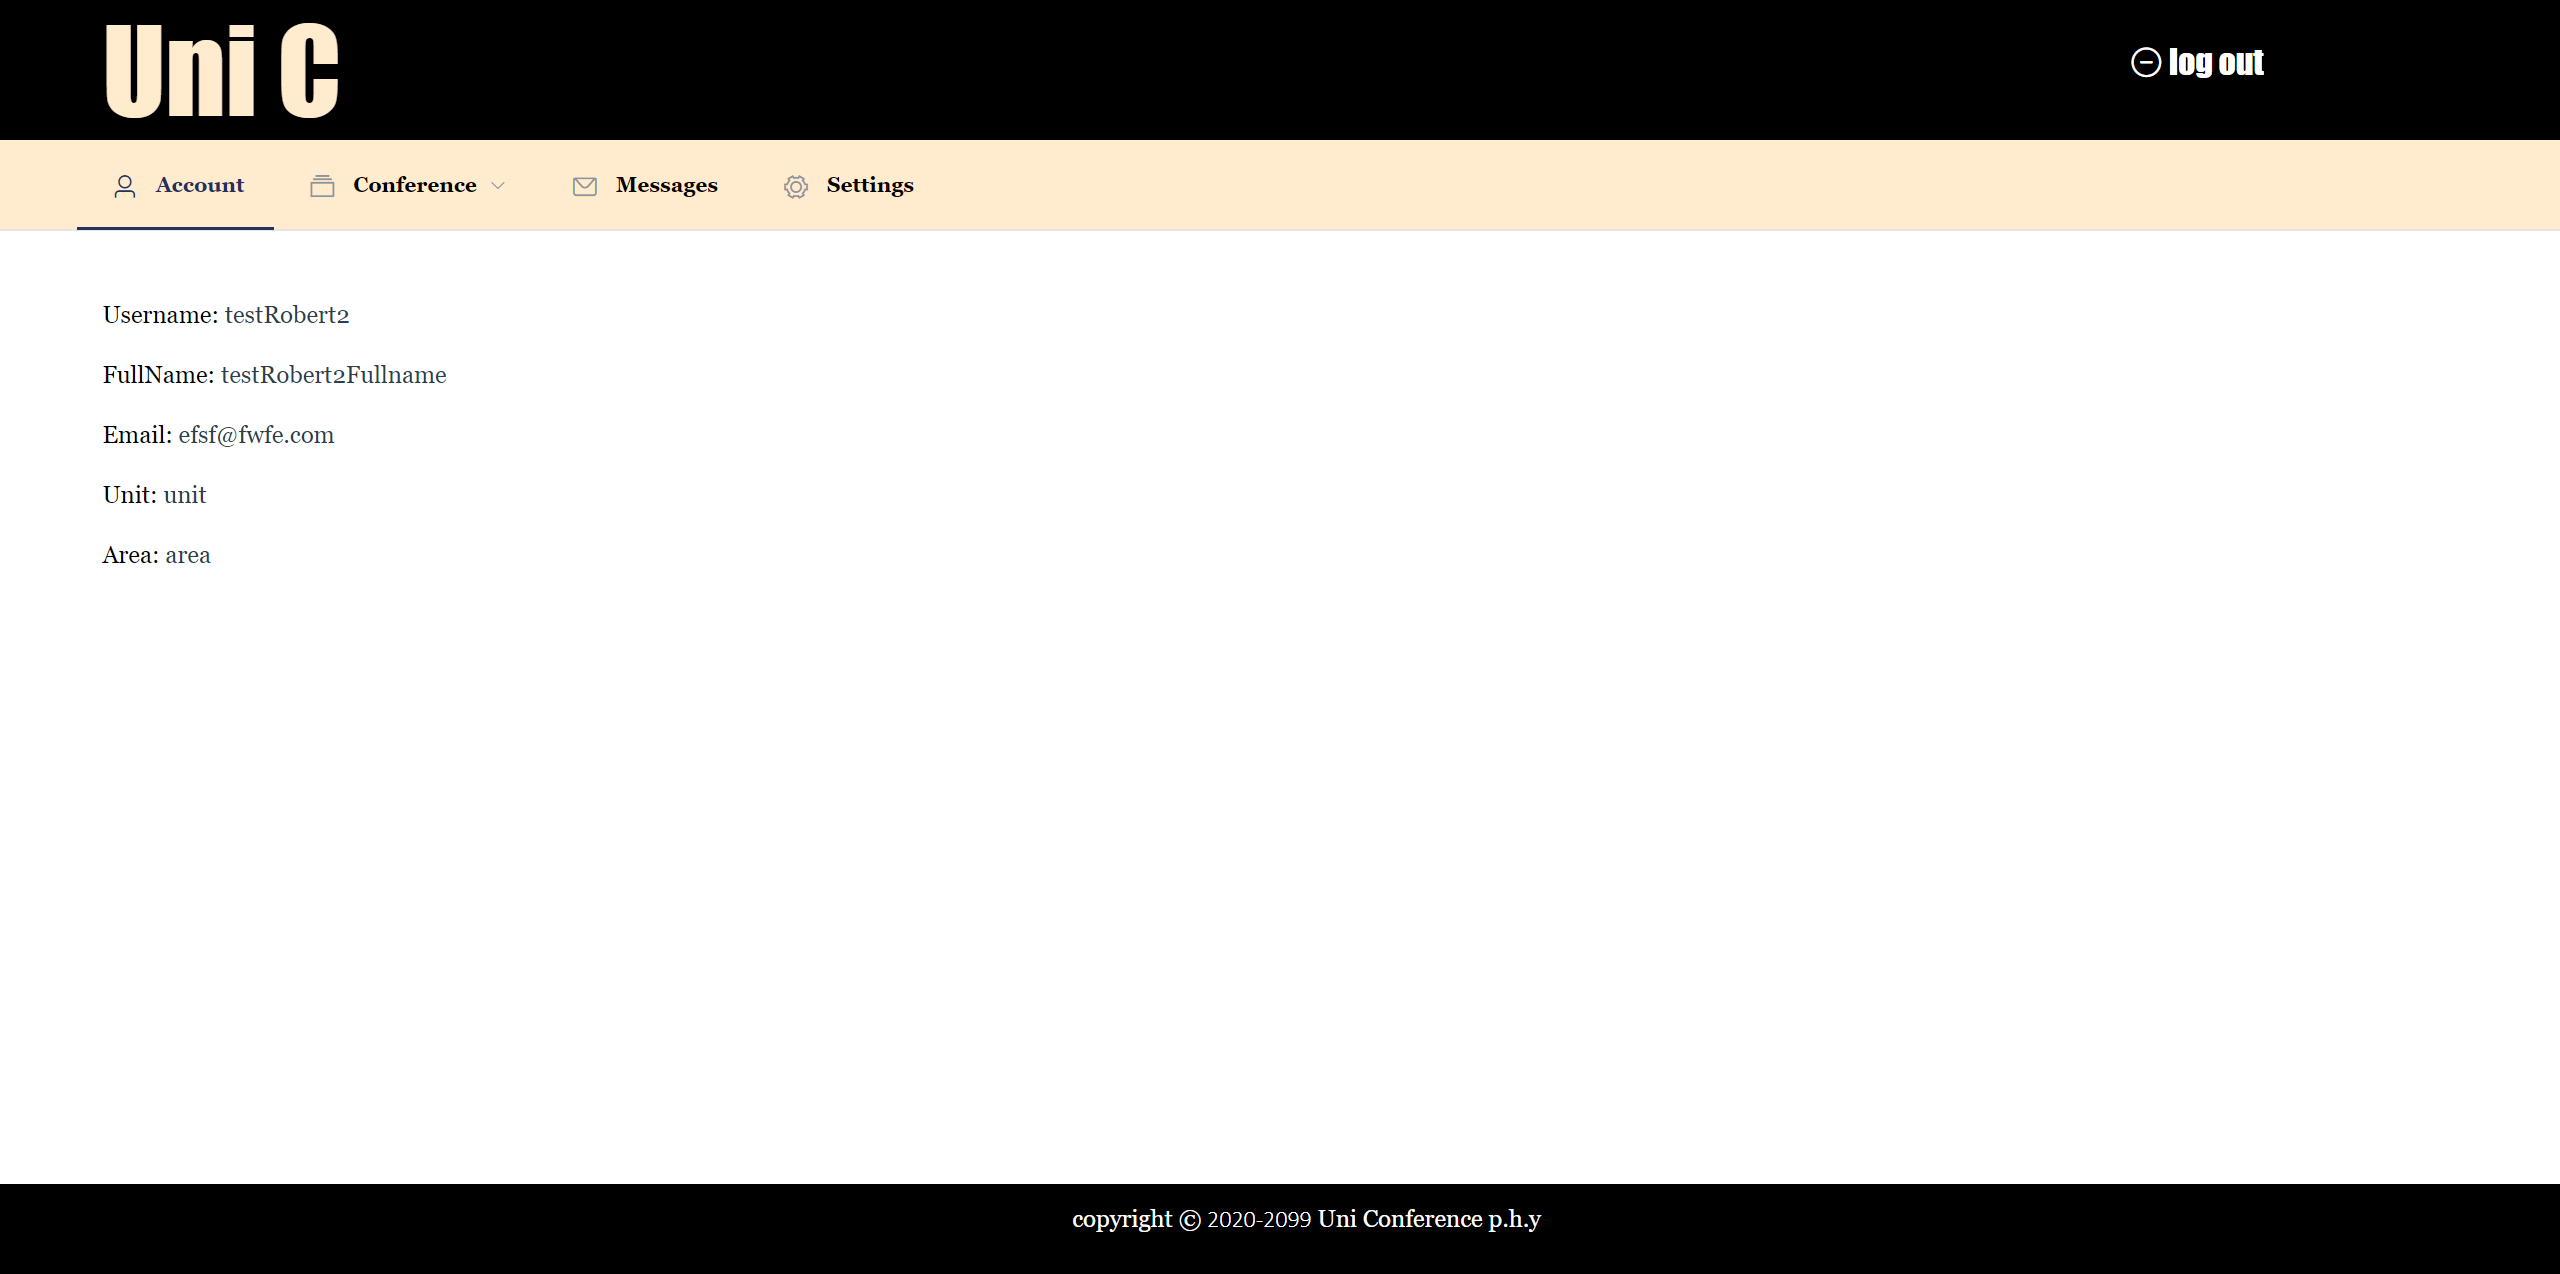 Uni C
log out
Account Conference Messages Settings
Username: testRobert2
FullName: testRobert2Fullname
Email: efsf@fwfe.com
Unit: unit
Area: area
copyright © 2020-2099 Uni Conference p.h.y